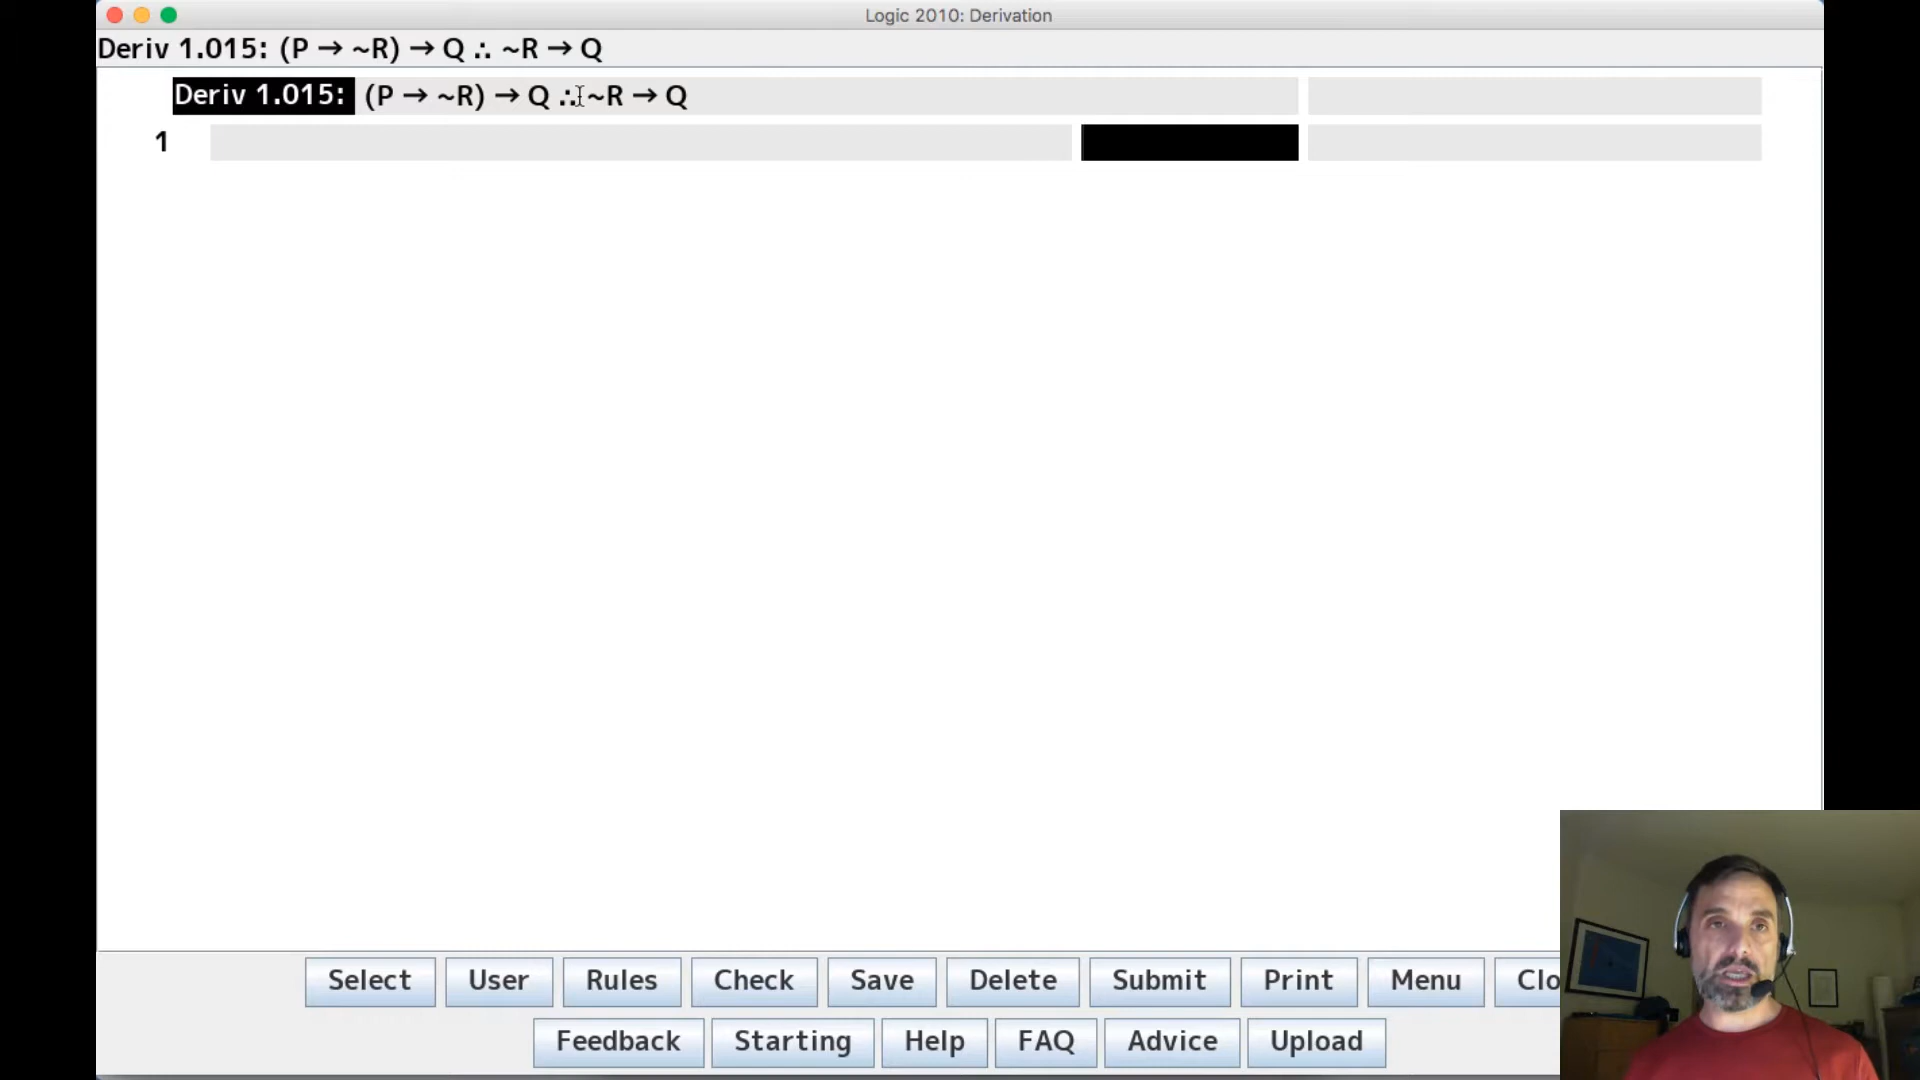 Logic 2010: Derivation
Deriv 1.015: (P → ~R) → Q ∴ ~R → Q
Deriv 1.015: (P → ~R) → Q ∴ ~R → Q
1
Select User Rules Check Save Delete Submit Print Menu Clo
Feedback Starting Help FAQ Advice Upload